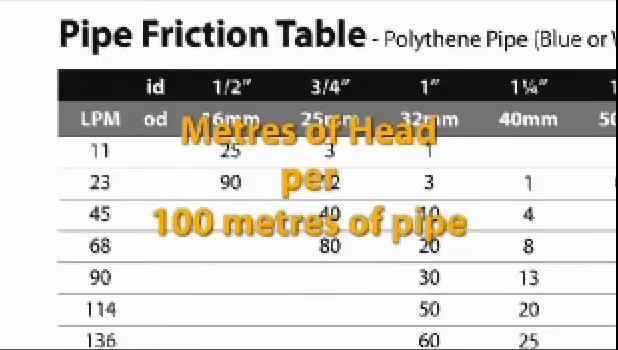 Pipe Friction Table - Polythene Pipe (Blue or
id 1/2" 3/4" 1" 1¼"
LPM od 16mm 25mm 32mm 40mm
Metres of Head
11 25 3 1
23 90 12 3 1
per
45 40 10 4
100 metres of pipe
68 80 20 8
90 30 13
114 50 20
136 60 25